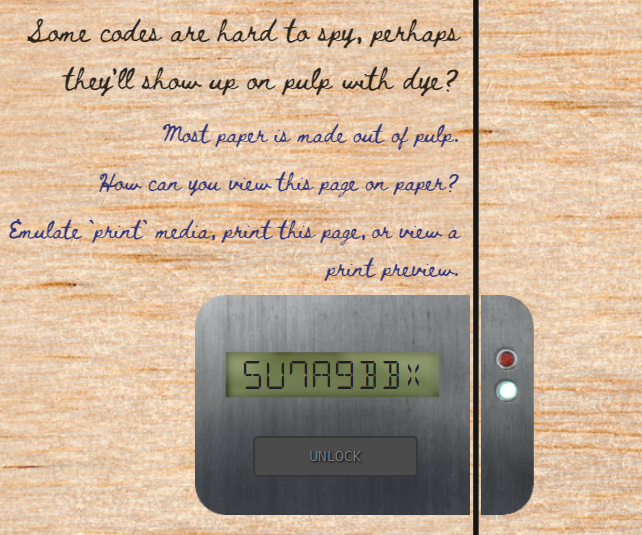 Some codes are hard to spy, perhaps
they'll show up on pulp with dye?
Most paper is made out of pulp.
How can you view this page on paper?
Emulate `print` media, print this page, or view a
print preview.
5U7A9BBX
UNLOCK